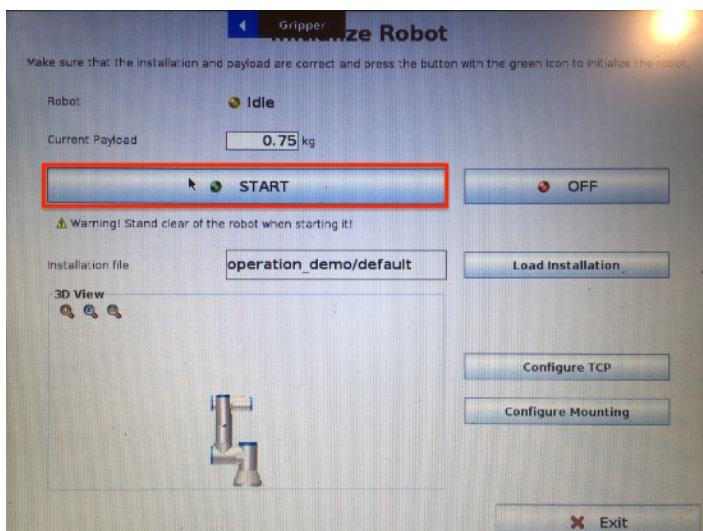 Gripper
Initialize Robot
Make sure that the installation and payload are correct and press the button with the green icon to initialize the robot.
Robot
Idle
Current Payload
0.75 kg
START
OFF
Warning! Stand clear of the robot when starting it!
Installation file
operation_demo/default
Load Installation
3D View
Configure TCP
Configure Mounting
Exit